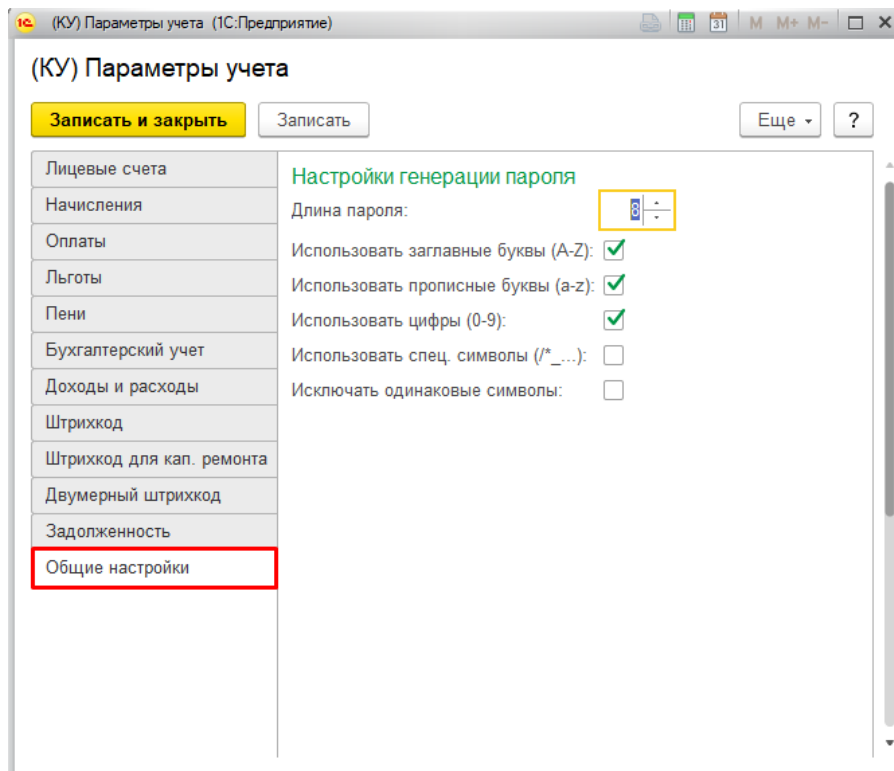 1С (КУ) Параметры учета (1С:Предприятие) 31 M M+ M-
(КУ) Параметры учета
Записать и закрыть Записать Еще ?
Лицевые счета
Начисления
Оплаты
Льготы
Пени
Бухгалтерский учет
Доходы и расходы
Штрихкод
Штрихкод для кап. ремонта
Двумерный штрихкод
Задолженность
Общие настройки
Настройки генерации пароля
Длина пароля: 8
Использовать заглавные буквы (A-Z):
Использовать прописные буквы (a-z):
Использовать цифры (0-9):
Использовать спец. символы (/*_...):
Исключать одинаковые символы: